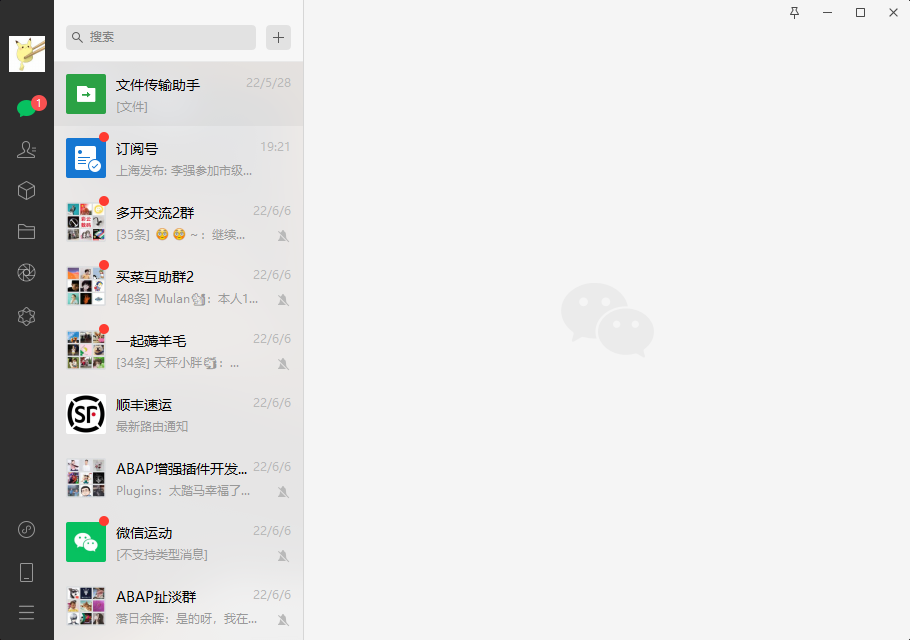 搜索
1
文件传输助手 22/5/28
[文件]
订阅号 19:21
上海发布: 李强参加市级...
多开交流2群 22/6/6
[35条] ~：继续...
买菜互助群2 22/6/6
[48条] Mulan：本人1...
一起薅羊毛 22/6/6
[34条] 天秤小胖：...
SF
顺丰速运 22/6/6
最新路由通知
ABAP增强插件开发... 22/6/6
Plugins：太踏马幸福了...
微信运动 22/6/6
[不支持类型消息]
ABAP扯淡群 22/6/6
落日余晖：是的呀，我在...